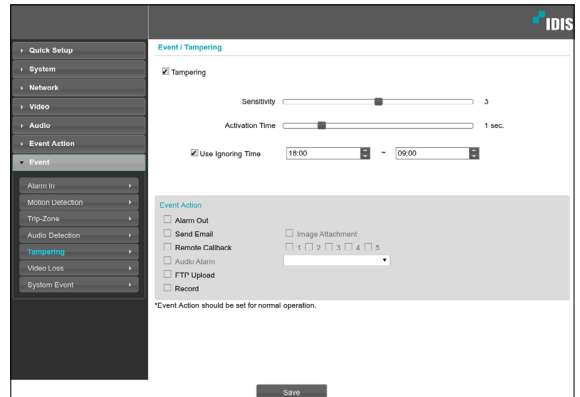 IDIS
Quick Setup
System
Network
Video
Audio
Event Action
Event
Alarm In
Motion Detection
Trip-Zone
Audio Detection
Tampering
Video Loss
System Event
Event / Tampering
Tampering
Sensitivity 3
Activation Time 1 sec.
Use Ignoring Time 18:00 ~ 09:00
Event Action
Alarm Out
Send Email Image Attachment
Remote Callback 1 2 3 4 5
Audio Alarm
FTP Upload
Record
*Event Action should be set for normal operation.
Save